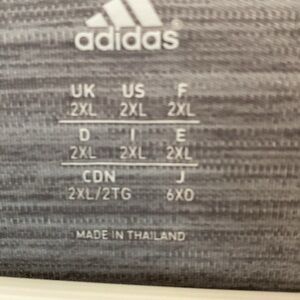 adidas
UK US F
2XL 2XL 2XL
D I E
2XL 2XL 2XL
CDN J
2XL/2TG 6XO
MADE IN THAILAND